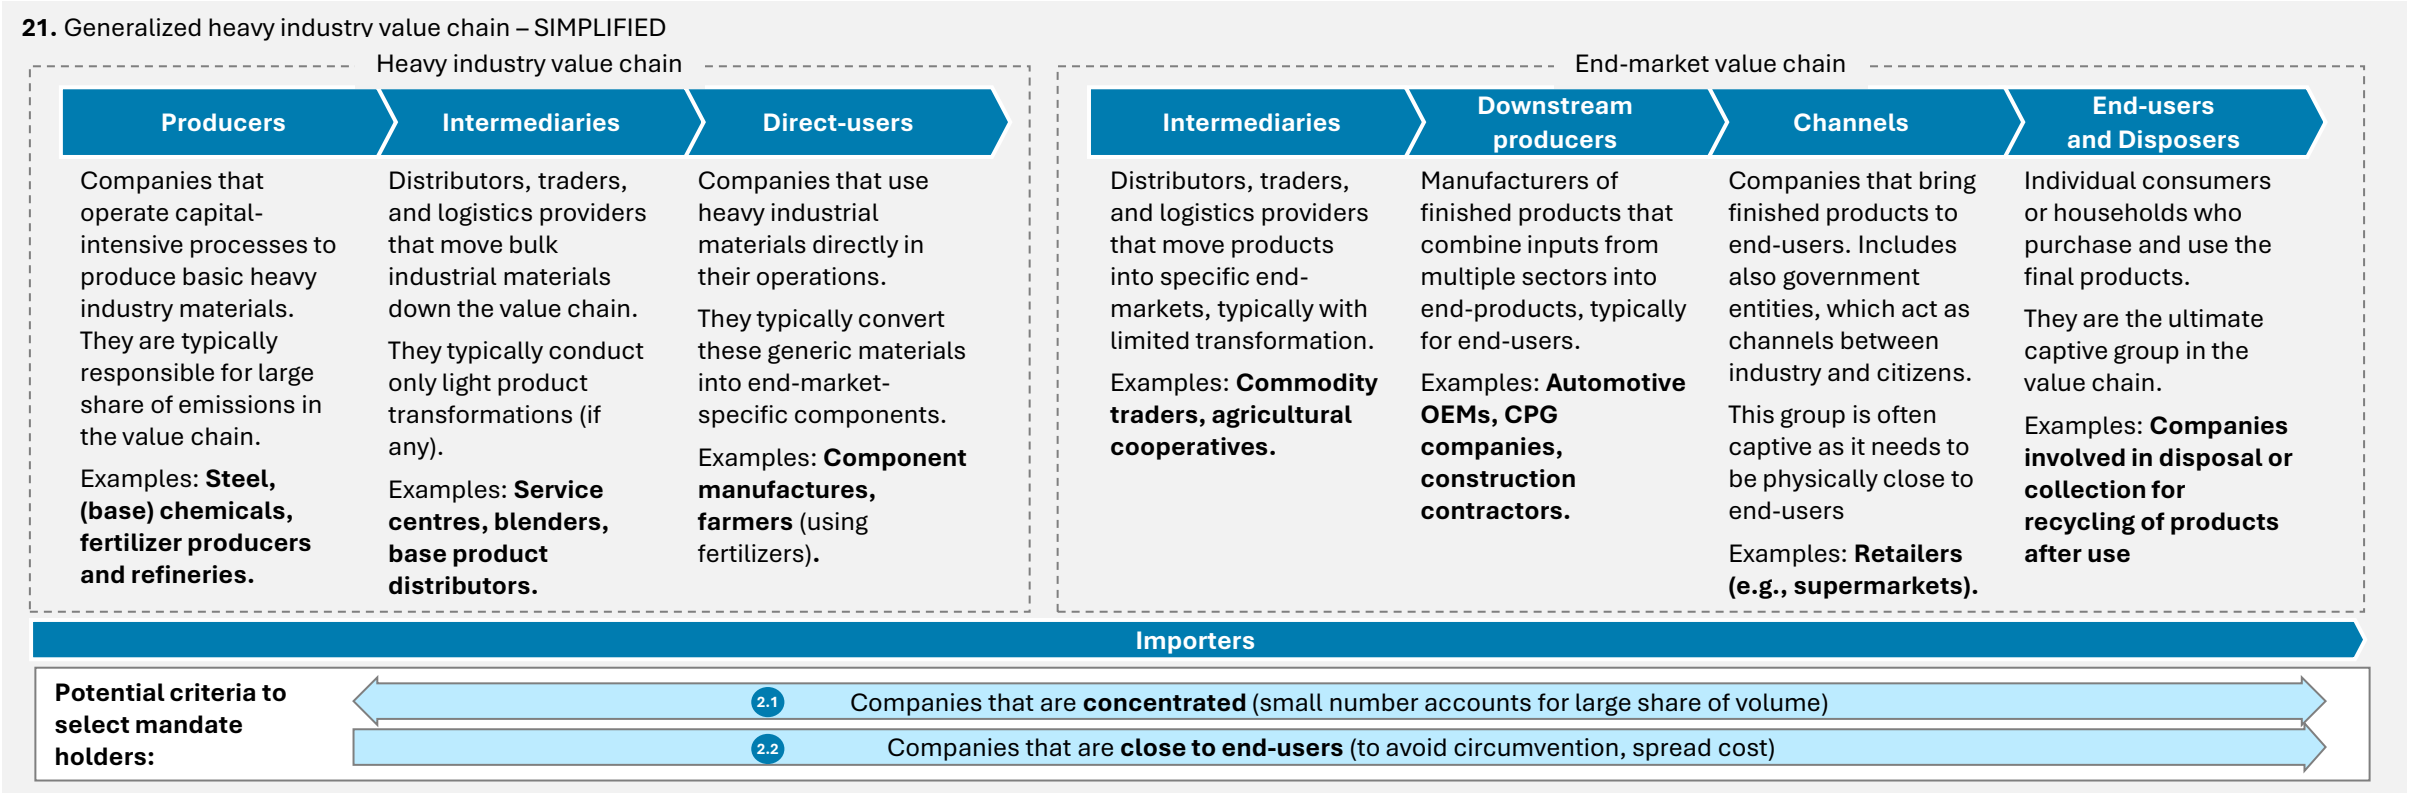 21. Generalized heavy industry value chain – SIMPLIFIED
Heavy industry value chain
Producers
Intermediaries
Direct-users
Companies that
operate capital-
intensive processes to
produce basic heavy
industry materials.
They are typically
responsible for large
share of emissions in
the value chain.
Examples: Steel,
(base) chemicals,
fertilizer producers
and refineries.
Distributors, traders,
and logistics providers
that move bulk
industrial materials
down the value chain.
They typically conduct
only light product
transformations (if
any).
Examples: Service
centres, blenders,
base product
distributors.
Companies that use
heavy industrial
materials directly in
their operations.
They typically convert
these generic materials
into end-market-
specific components.
Examples: Component
manufactures,
farmers (using
fertilizers).
End-market value chain
Intermediaries
Downstream
producers
Channels
End-users
and Disposers
Distributors, traders,
and logistics providers
that move products
into specific end-
markets, typically with
limited transformation.
Examples: Commodity
traders, agricultural
cooperatives.
Manufacturers of
finished products that
combine inputs from
multiple sectors into
end-products, typically
for end-users.
Examples: Automotive
OEMs, CPG
companies,
construction
contractors.
Companies that bring
finished products to
end-users. Includes
also government
entities, which act as
channels between
industry and citizens.
This group is often
captive as it needs to
be physically close to
end-users
Examples: Retailers
(e.g., supermarkets).
Individual consumers
or households who
purchase and use the
final products.
They are the ultimate
captive group in the
value chain.
Examples: Companies
involved in disposal or
collection for
recycling of products
after use
Importers
Potential criteria to
select mandate
holders:
2.1 Companies that are concentrated (small number accounts for large share of volume)
2.2 Companies that are close to end-users (to avoid circumvention, spread cost)